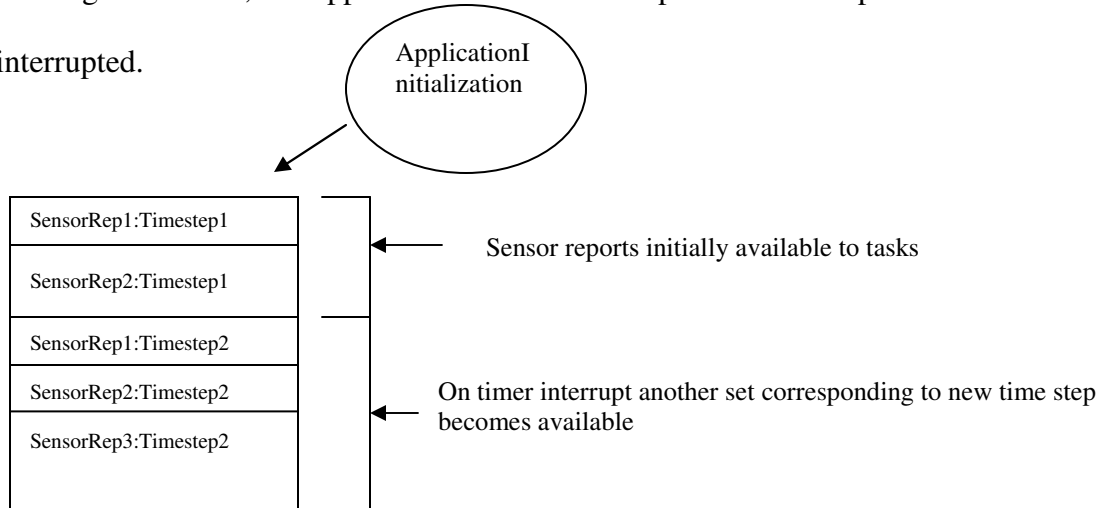 interrupted.
ApplicationI
nitialization
SensorRep1:Timestep1
Sensor reports initially available to tasks
SensorRep2:Timestep1
SensorRep1:Timestep2
SensorRep2:Timestep2
On timer interrupt another set corresponding to new time step
becomes available
SensorRep3:Timestep2